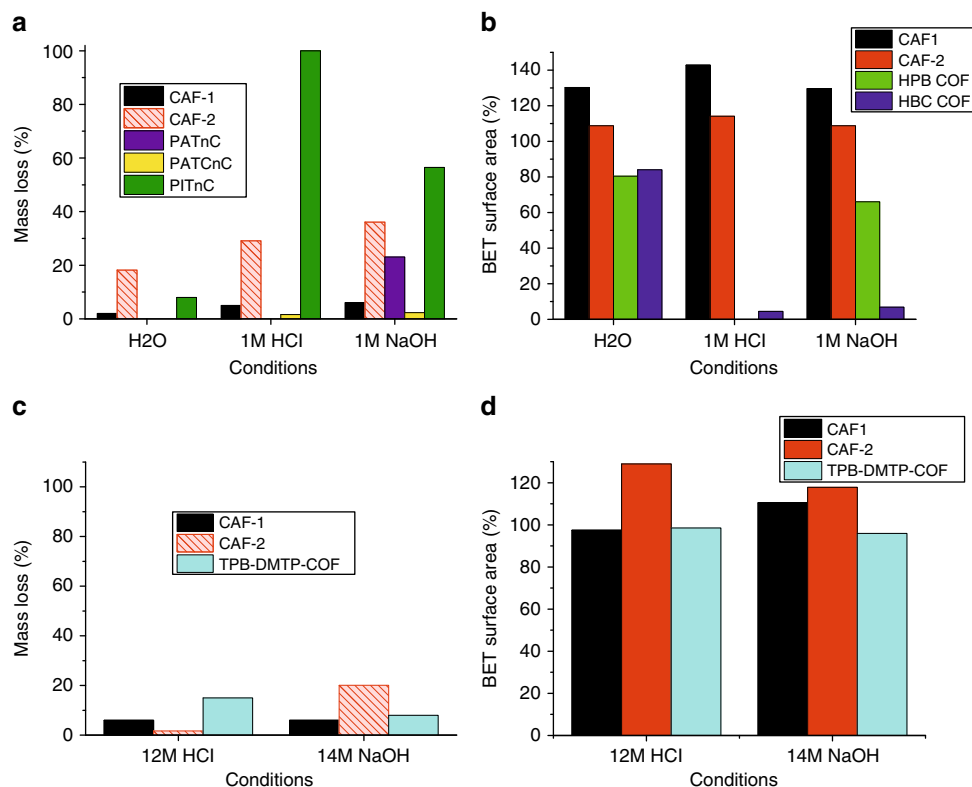 a
Mass loss (%)
100
80
60
40
20
0
CAF-1
CAF-2
PATnC
PATCnC
PITnC
H2O
1M HCl
1M NaOH
Conditions
b
BET surface area (%)
140
120
100
80
60
40
20
0
CAF1
CAF-2
HPB COF
HBC COF
H2O
1M HCl
1M NaOH
Conditions
c
Mass loss (%)
100
80
60
40
20
0
CAF-1
CAF-2
TPB-DMTP-COF
12M HCl
14M NaOH
Conditions
d
BET surface area (%)
120
100
80
60
40
20
0
CAF1
CAF-2
TPB-DMTP-COF
12M HCl
14M NaOH
Conditions